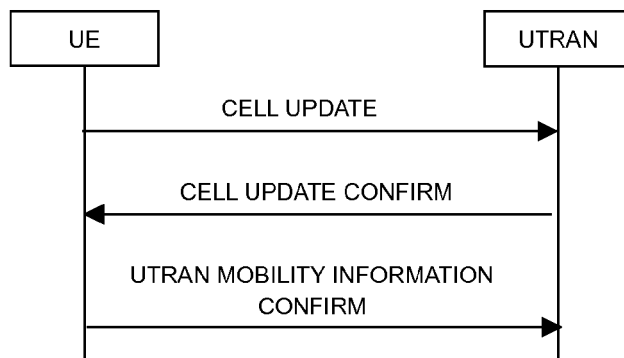 UE
UTRAN
CELL UPDATE
CELL UPDATE CONFIRM
UTRAN MOBILITY INFORMATION
CONFIRM